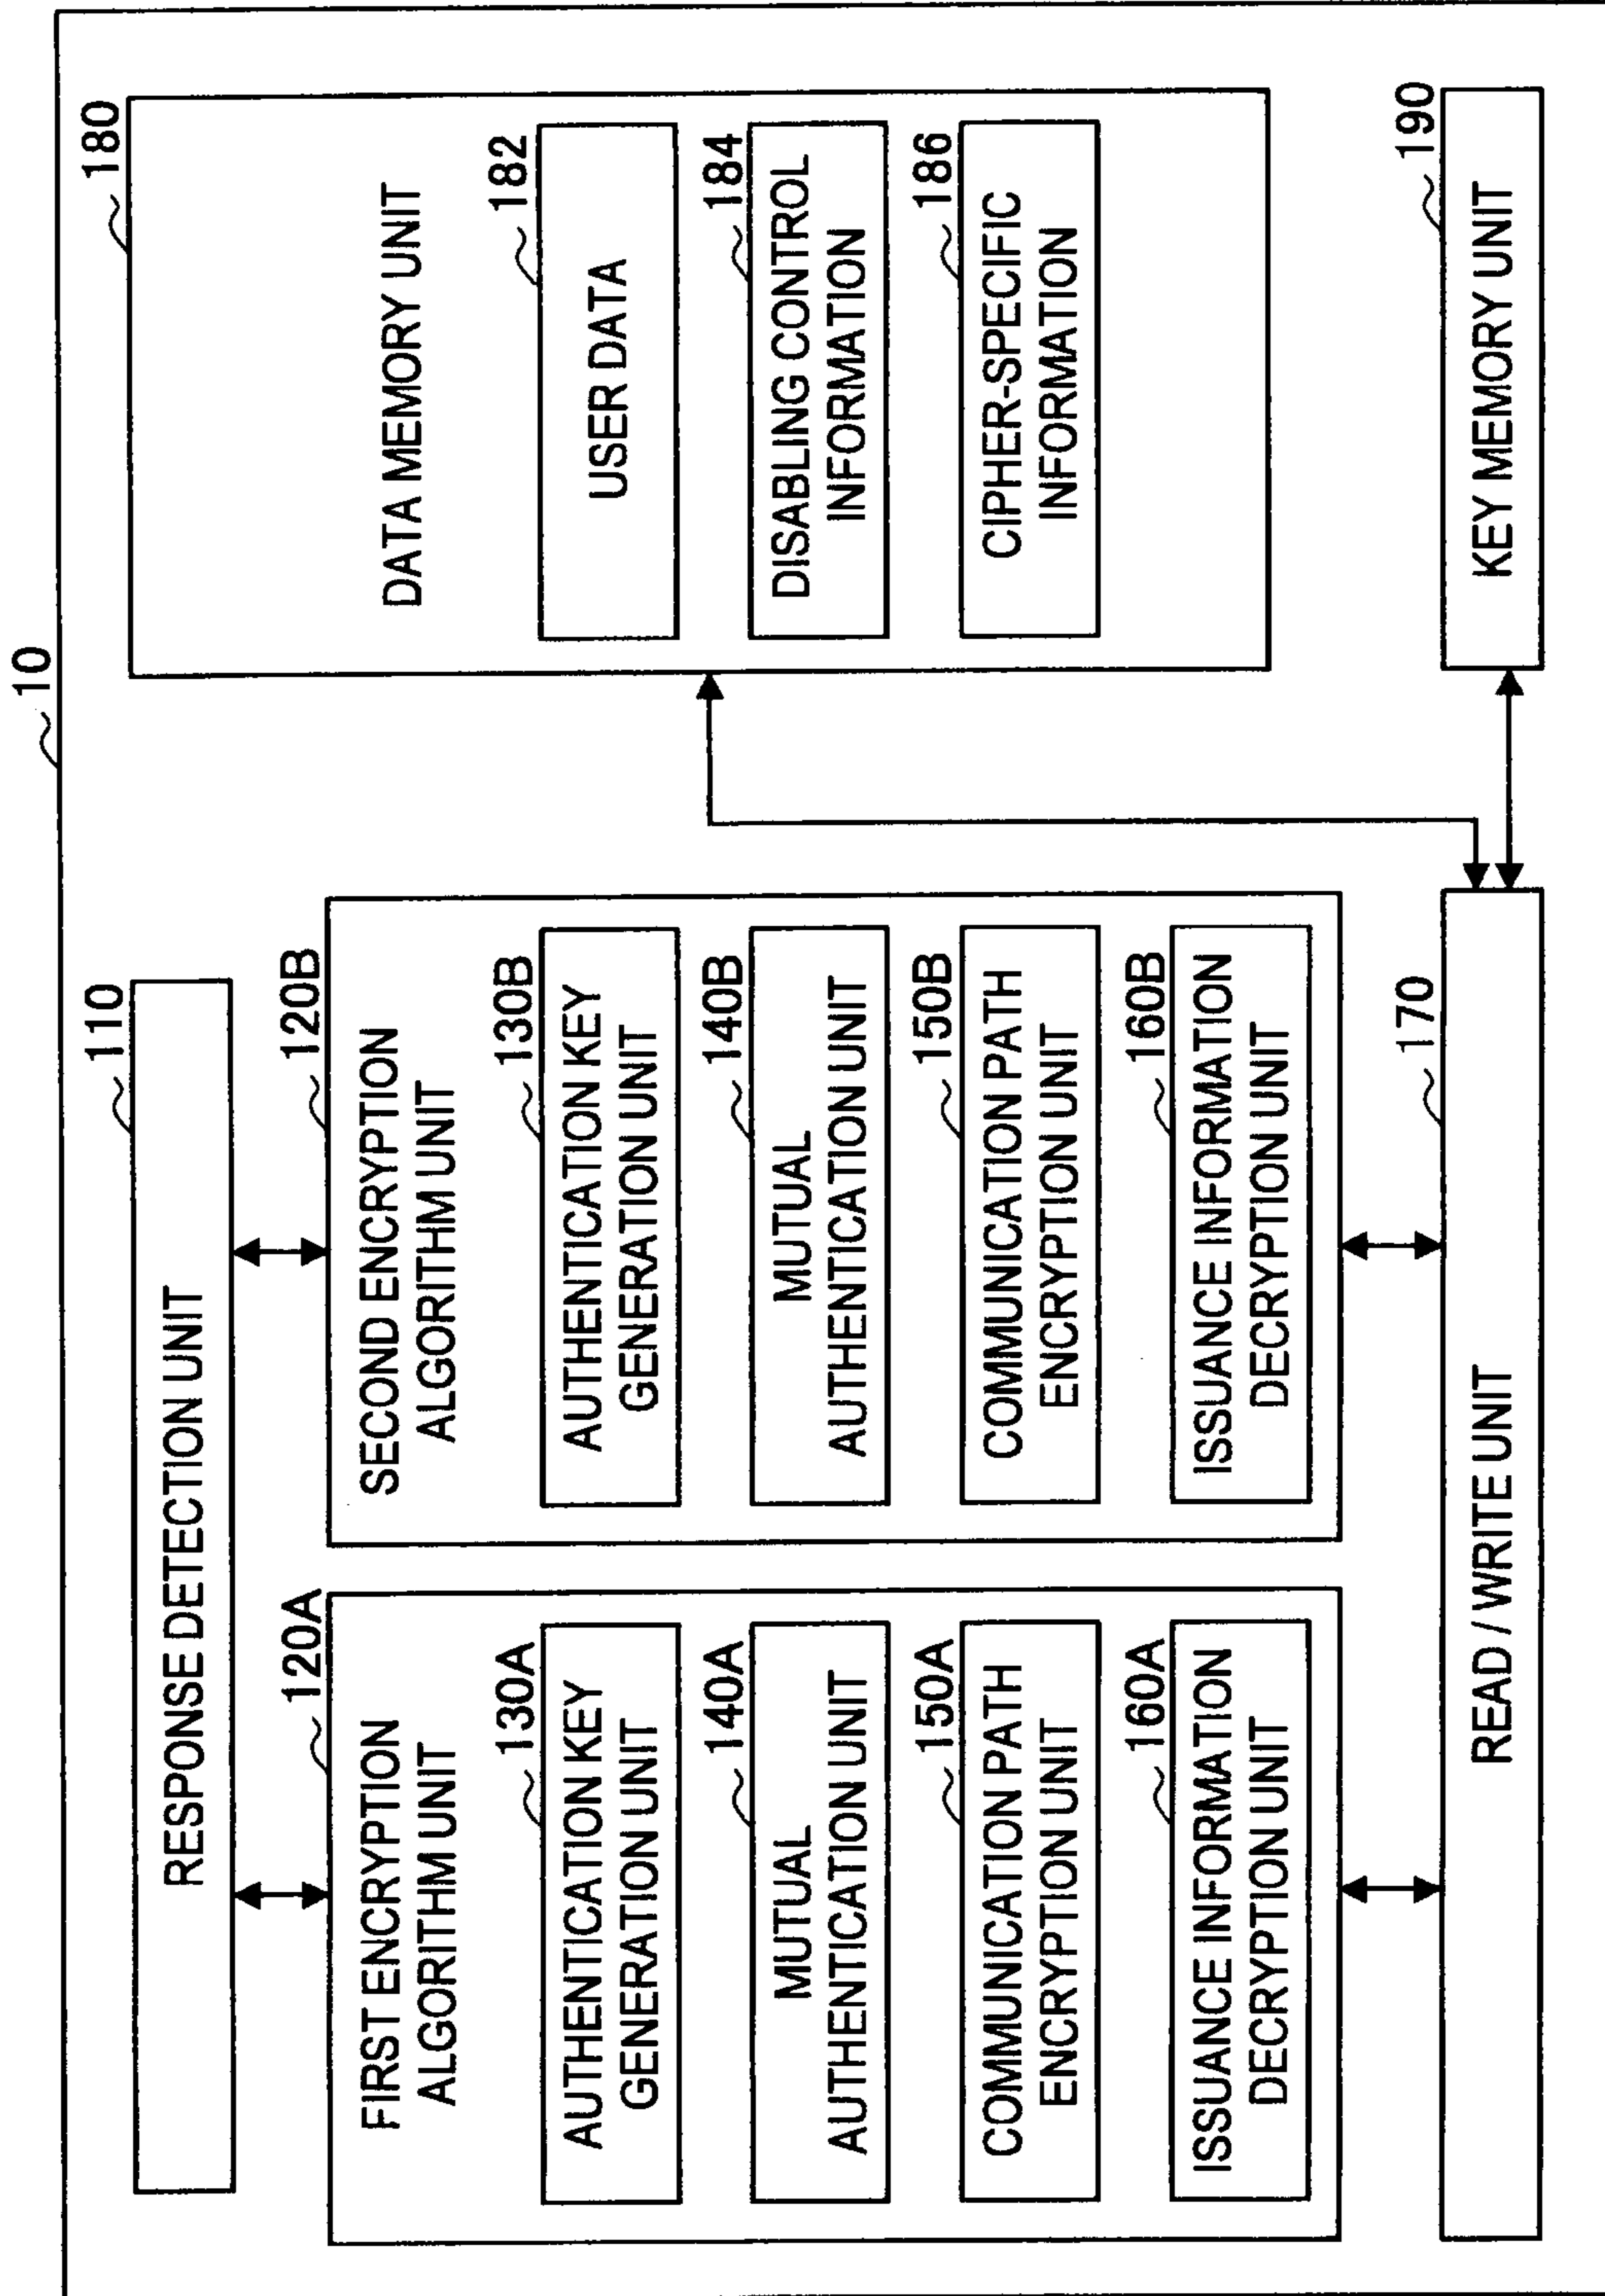 10
110
RESPONSE DETECTION UNIT
120A
FIRST ENCRYPTION
ALGORITHM UNIT
130A
AUTHENTICATION KEY
GENERATION UNIT
140A
MUTUAL
AUTHENTICATION UNIT
150A
COMMUNICATION PATH
ENCRYPTION UNIT
160A
ISSUANCE INFORMATION
DECRYPTION UNIT
120B
SECOND ENCRYPTION
ALGORITHM UNIT
130B
AUTHENTICATION KEY
GENERATION UNIT
140B
MUTUAL
AUTHENTICATION UNIT
150B
COMMUNICATION PATH
ENCRYPTION UNIT
160B
ISSUANCE INFORMATION
DECRYPTION UNIT
170
READ / WRITE UNIT
180
DATA MEMORY UNIT
182
USER DATA
184
DISABLING CONTROL
INFORMATION
186
CIPHER-SPECIFIC
INFORMATION
190
KEY MEMORY UNIT